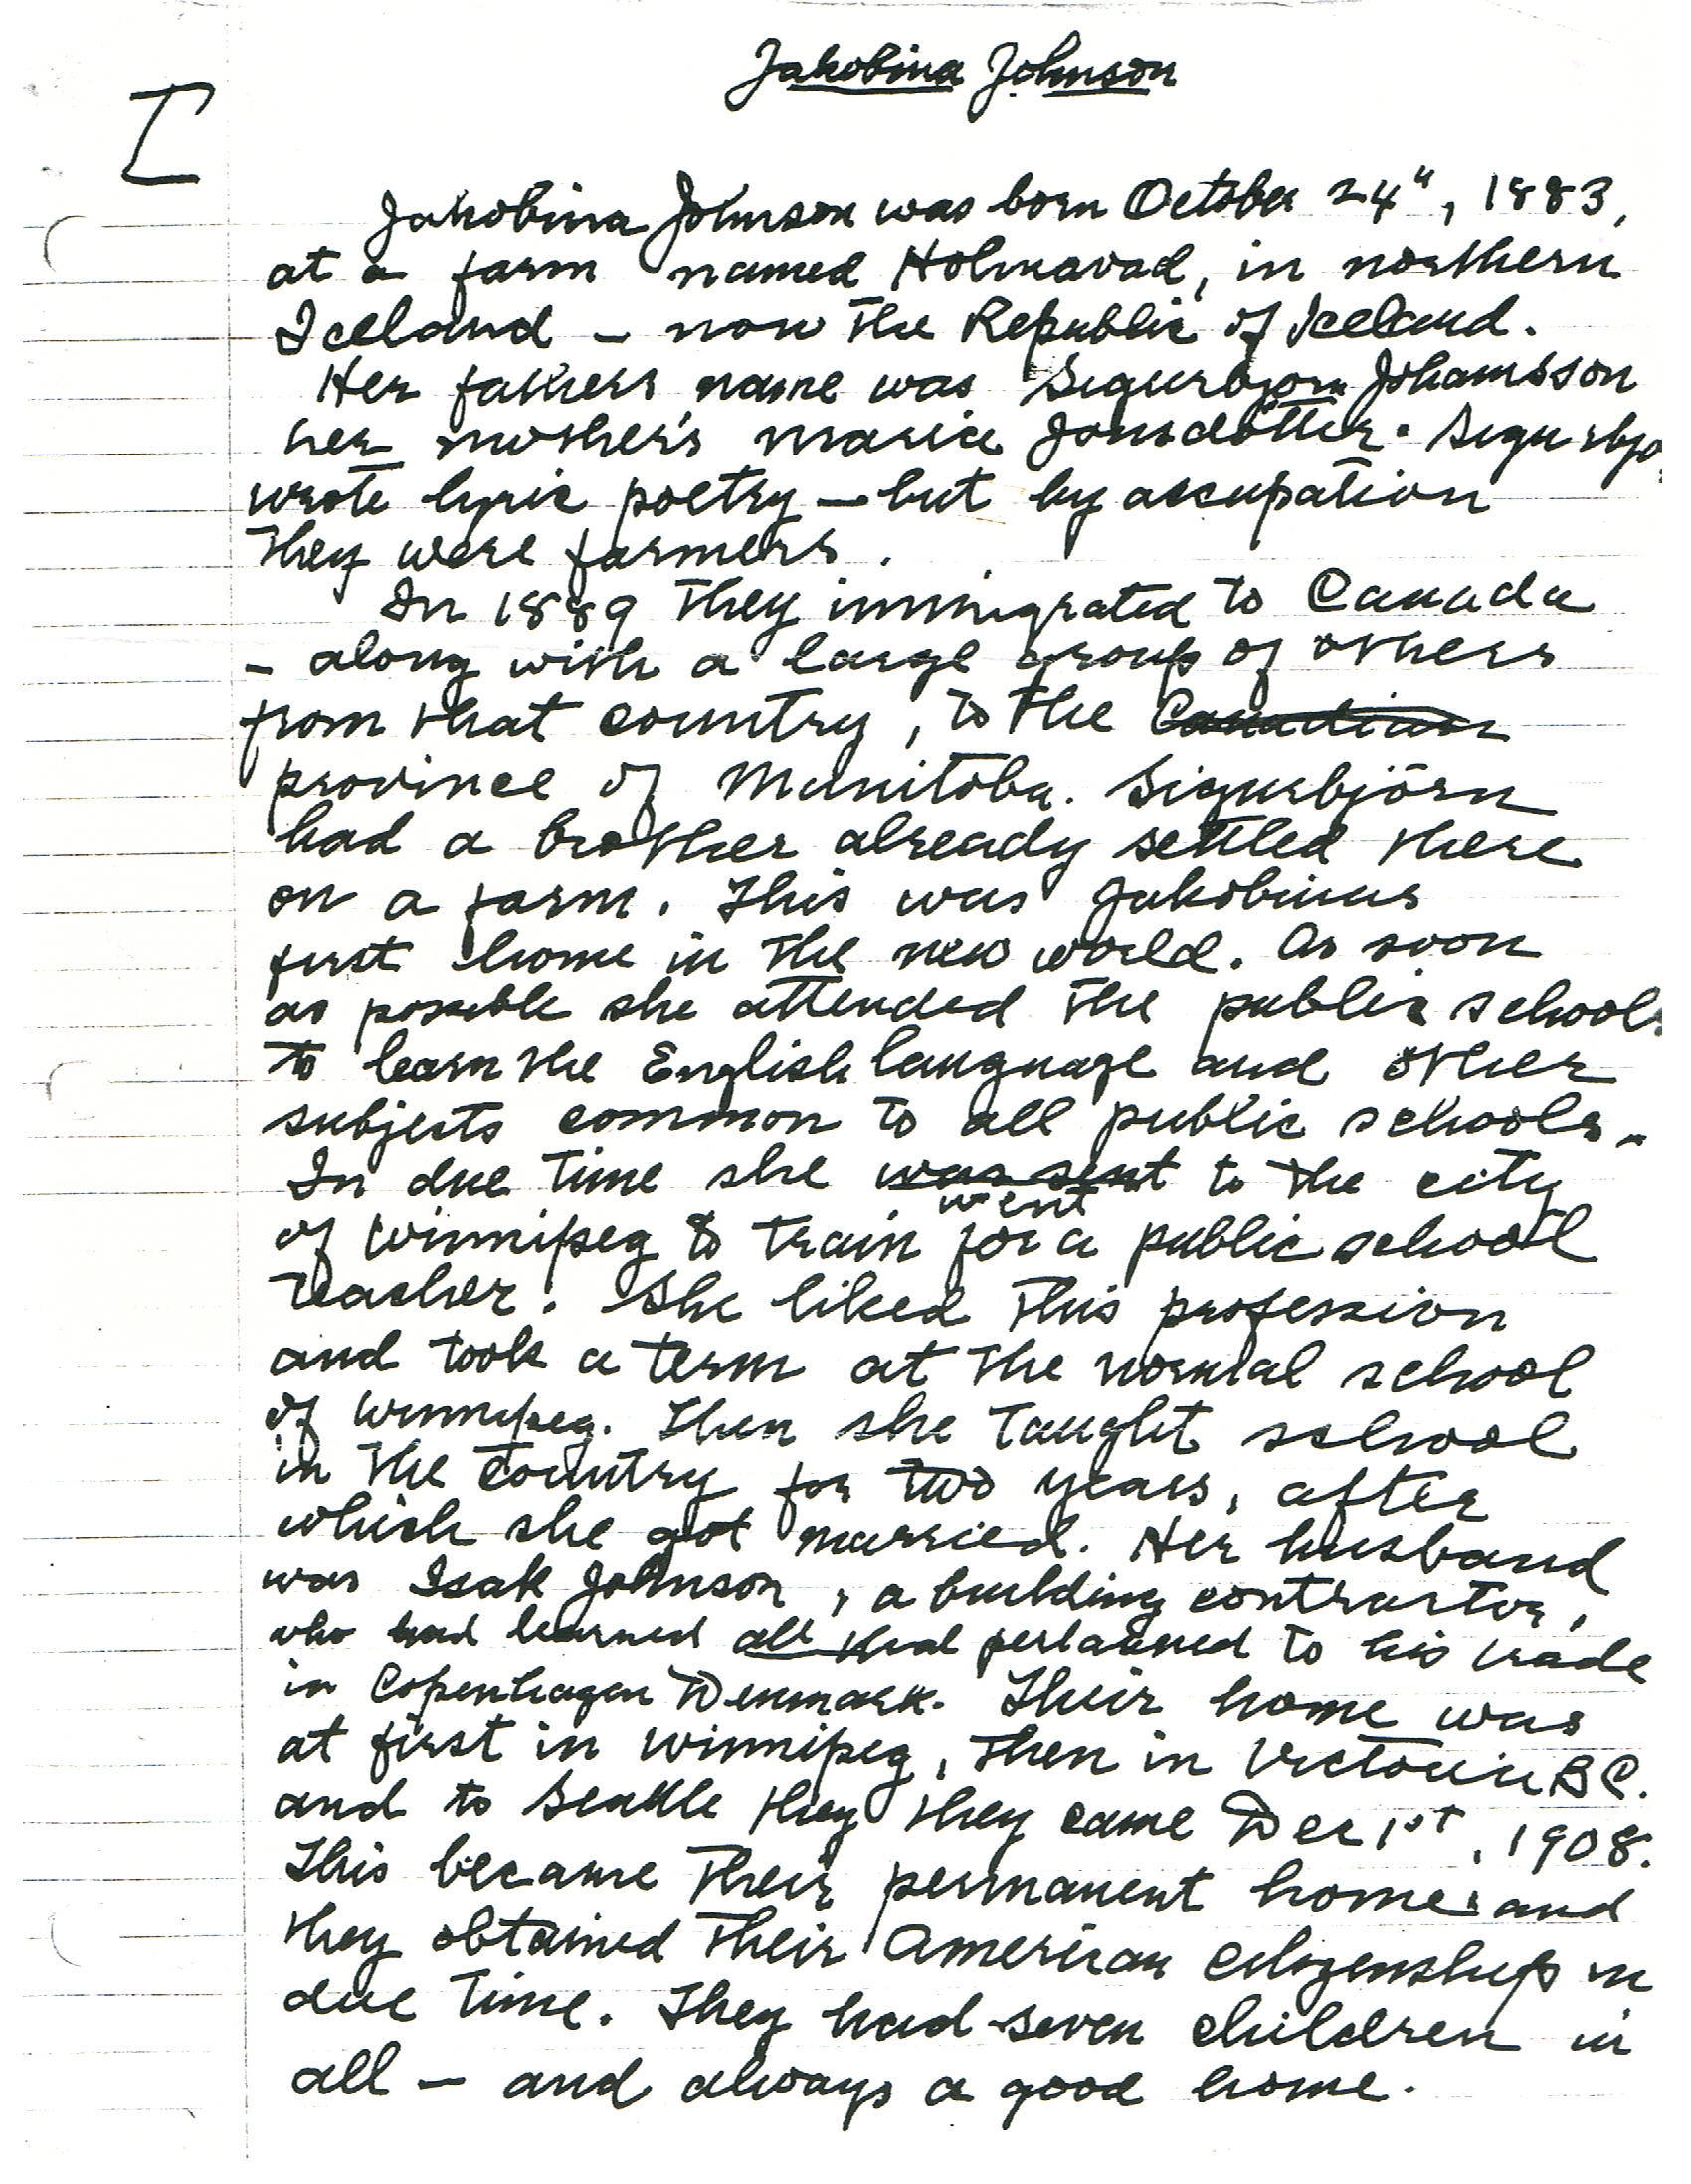 Jakobina Johnson
I
Jakobina Johnson was born October 24", 1883,
at a farm named Holmavad, in northern
Iceland – now the Republic of Iceland.
Her fathers name was Sigurbjorn Johansson
her mother's Maria Jonsdótter. Sigurbjo
wrote lyric poetry – but by occupation
they were farmers.
In 1889 they immigrated to Canada
– along with a large group of others
from that country, to the Canadian
province of Manitoba. Sigurbjörn
had a brother already settled there
on a farm. This was Jakobinas
first home in the new world. As soon
as possible she attended the public schools
to learn the English language and other
subjects common to all public schools.
In due time she was sent to the city
went
of Winnipeg to train for a public school
teacher. She liked this profession
and took a term at the normal school
of Winnipeg. Then she taught school
in the country for two years, after
which she got married. Her husband
was Isak Johnson, a building contractor,
who had learned all that pertained to his trade
in Copenhagen Denmark. Their home was
at first in Winnipeg, then in Victoria BC.
and to Seattle they they came Dec 1st, 1908.
This became their permanent home and
they obtained their American citizenship in
due time. They had seven children in
all – and always a good home.